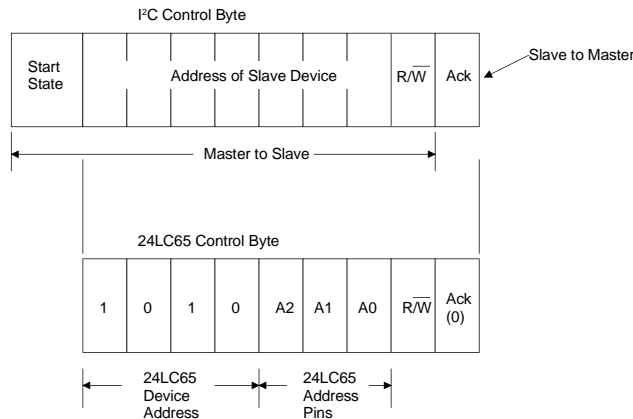 I²C Control Byte
Start
State
Address of Slave Device
R/W̅
Ack
Slave to Master
Master to Slave
24LC65 Control Byte
1 0 1 0 A2 A1 A0 R/W̅ Ack
(0)
24LC65
Device
Address
24LC65
Address
Pins